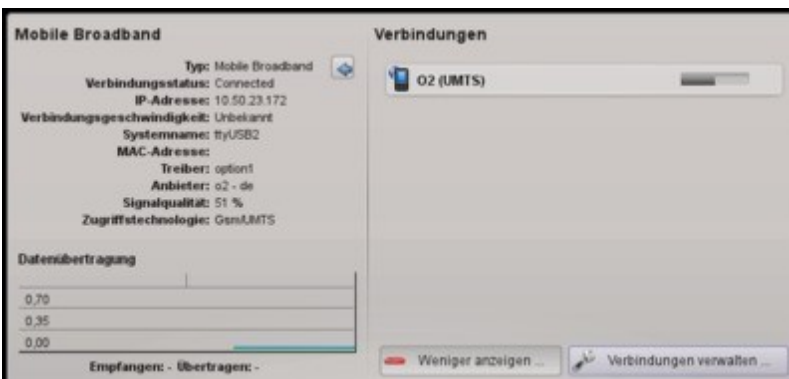 Mobile Broadband
Typ: Mobile Broadband
Verbindungsstatus: Connected
IP-Adresse: 10.50.23.172
Verbindungsgeschwindigkeit: Unbekannt
Systemname: ttyUSB2
MAC-Adresse:
Treiber: option1
Anbieter: o2 - de
Signalqualität: 51 %
Zugriffstechnologie: Gsm/UMTS
Datenübertragung
0,70
0,35
0,00
Empfangen: - Übertragen: -
Verbindungen
O2 (UMTS)
Weniger anzeigen ...
Verbindungen verwalten ...